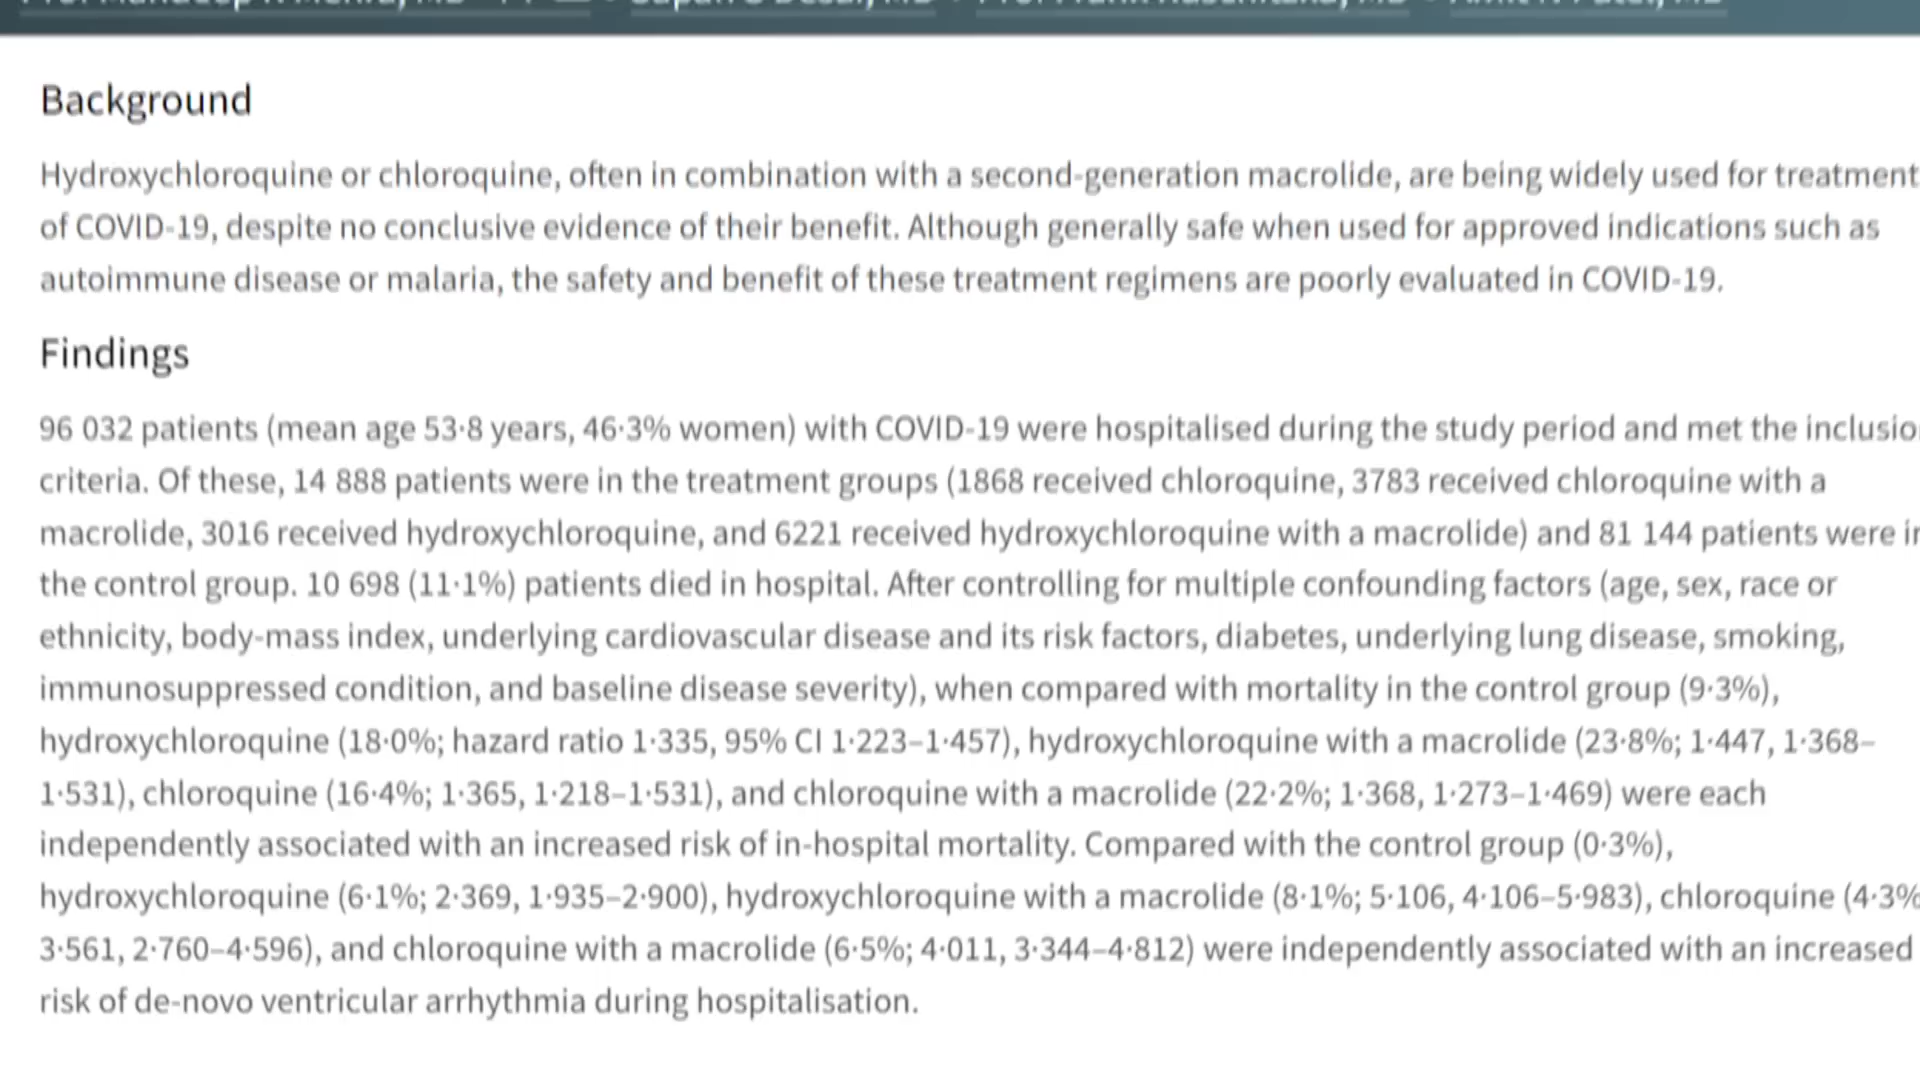 Background
Hydroxychloroquine or chloroquine, often in combination with a second-generation macrolide, are being widely used for treatment
of COVID-19, despite no conclusive evidence of their benefit. Although generally safe when used for approved indications such as
autoimmune disease or malaria, the safety and benefit of these treatment regimens are poorly evaluated in COVID-19.
Findings
96 032 patients (mean age 53·8 years, 46·3% women) with COVID-19 were hospitalised during the study period and met the
criteria. Of these, 14 888 patients were in the treatment groups (1868 received chloroquine, 3783 received chloroquine with a
macrolide, 3016 received hydroxychloroquine, and 6221 received hydroxychloroquine with a macrolide) and 81 144 patients were in
the control group. 10 698 (11·1%) patients died in hospital. After controlling for multiple confounding factors (age, sex, race or
ethnicity, body-mass index, underlying cardiovascular disease and its risk factors, diabetes, underlying lung disease, smoking,
immunosuppressed condition, and baseline disease severity), when compared with mortality in the control group (9·3%),
hydroxychloroquine (18·0%; hazard ratio 1·335, 95% CI 1·223–1·457), hydroxychloroquine with a macrolide (23·8%; 1·447, 1·368–
1·531), chloroquine (16·4%; 1·365, 1·218–1·531), and chloroquine with a macrolide (22·2%; 1·368, 1·273–1·469) were each
independently associated with an increased risk of in-hospital mortality. Compared with the control group (0·3%),
hydroxychloroquine (6·1%; 2·369, 1·935–2·900), hydroxychloroquine with a macrolide (8·1%; 5·106, 4·106–5·983), chloroquine (4·3%
3·561, 2·760–4·596), and chloroquine with a macrolide (6·5%; 4·011, 3·344–4·812) were independently associated with an increased
risk of de-novo ventricular arrhythmia during hospitalisation.